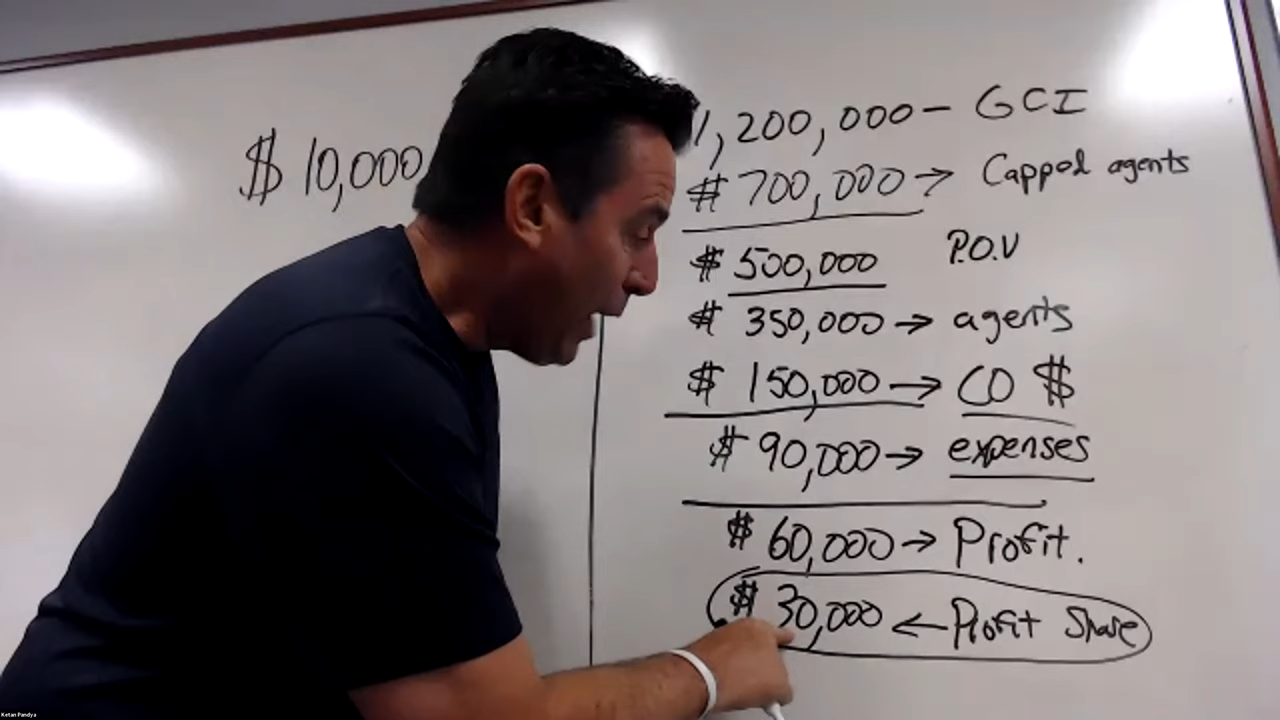 $ 10,000
1,200,000 – GCI
$ 700,000 → Capped agents
$ 500,000 P.O.V
$ 350,000 → agents
$ 150,000 → CO $
$ 90,000 → expenses
$ 60,000 → Profit.
$ 30,000 ← Profit Share
Ketan Pandya